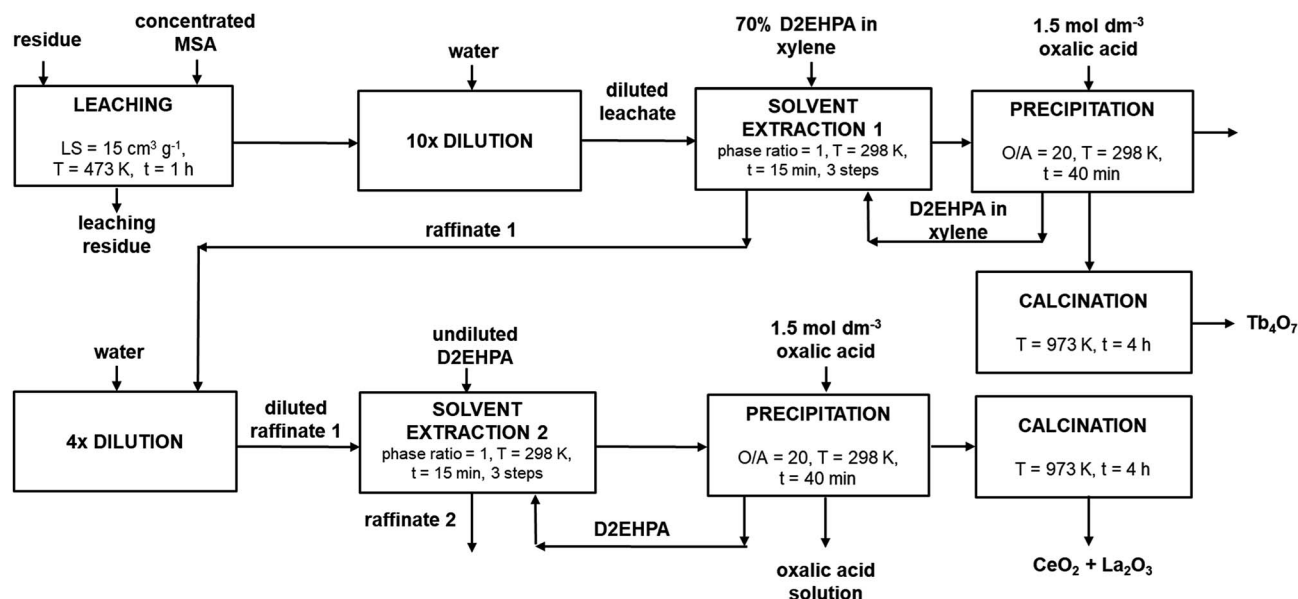 residue
concentrated
MSA
LEACHING
LS = 15 cm³ g⁻¹,
T = 473 K, t = 1 h
leaching
residue
water
10x DILUTION
diluted
leachate
70% D2EHPA in
xylene
SOLVENT
EXTRACTION 1
phase ratio = 1, T = 298 K,
t = 15 min, 3 steps
1.5 mol dm⁻³
oxalic acid
PRECIPITATION
O/A = 20, T = 298 K,
t = 40 min
D2EHPA in
xylene
raffinate 1
CALCINATION
T = 973 K, t = 4 h
Tb₄O₇
water
4x DILUTION
diluted
raffinate 1
undiluted
D2EHPA
SOLVENT
EXTRACTION 2
phase ratio = 1, T = 298 K,
t = 15 min, 3 steps
raffinate 2
D2EHPA
1.5 mol dm⁻³
oxalic acid
PRECIPITATION
O/A = 20, T = 298 K,
t = 40 min
oxalic acid
solution
CALCINATION
T = 973 K, t = 4 h
CeO₂ + La₂O₃